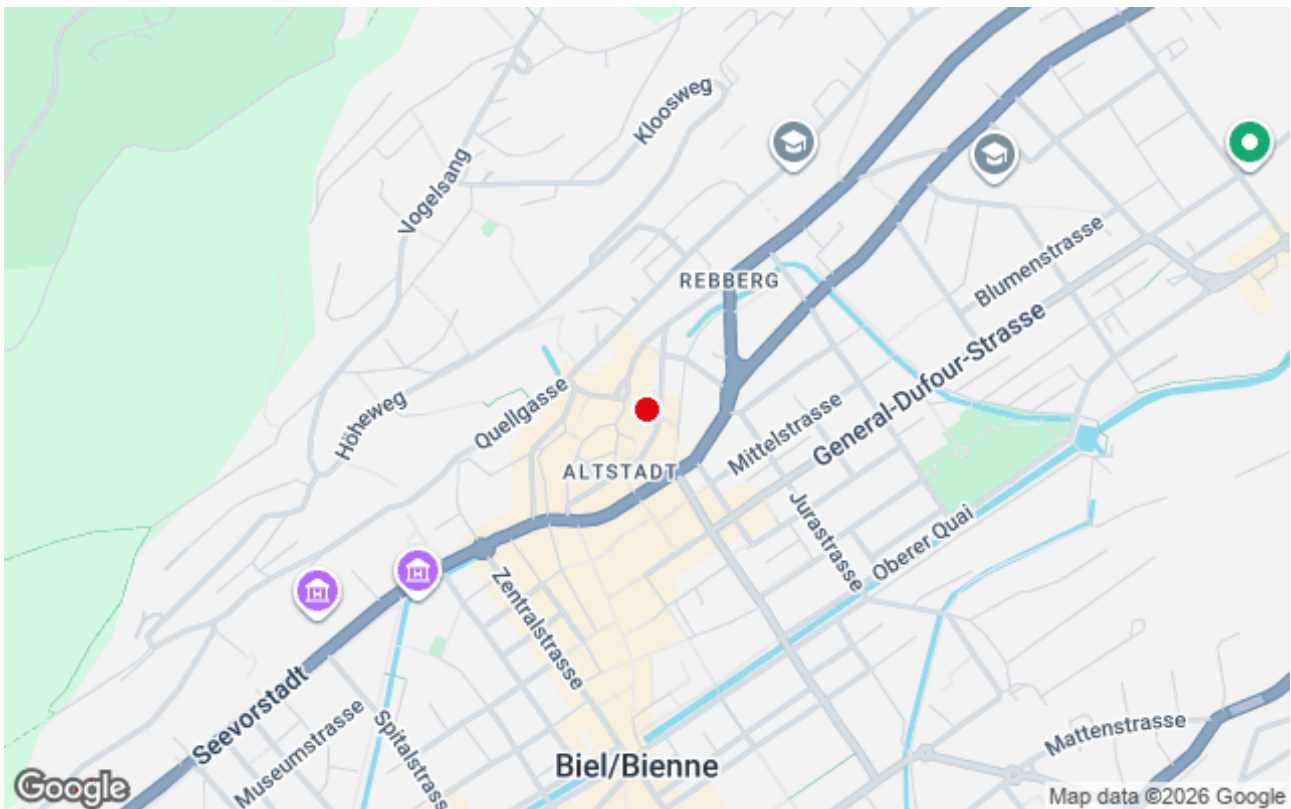 Kloosweg
Vogelsang
REBBERG
Blumenstrasse
General-Dufour-Strasse
Höheweg
Quellgasse
Mittelstrasse
ALTSTADT
Jurastrasse
Oberer Quai
H
H
Zentralstrasse
Seevorstadt
Museumstrasse
Spitalstrasse
Mattenstrasse
Biel/Bienne
Google
Map data ©2026 Google